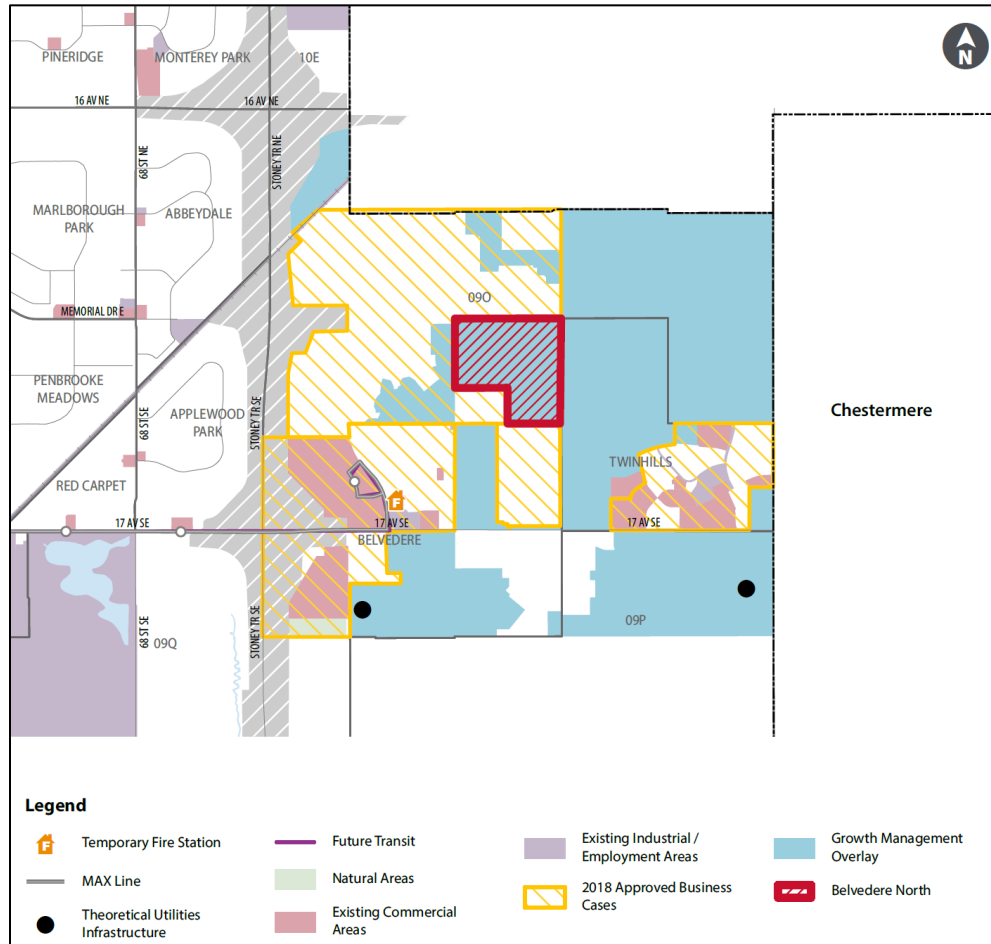 PINERIDGE
MONTEREY PARK
10E
N
16 AV NE
16 AV NE
68 ST NE
STONEY TR NE
MARLBOROUGH
PARK
ABBEYDALE
09O
MEMORIAL DR E
PENBROOKE
MEADOWS
APPLEWOOD
PARK
68 ST SE
STONEY TR SE
Chestermere
RED CARPET
TWINHILLS
F
17 AV SE
17 AV SE
17 AV SE
BELVEDERE
09Q
68 ST SE
STONEY TR SE
09P
Legend
F
Temporary Fire Station
MAX Line
Theoretical Utilities
Infrastructure
Future Transit
Natural Areas
Existing Commercial
Areas
Existing Industrial /
Employment Areas
2018 Approved Business
Cases
Growth Management
Overlay
Belvedere North